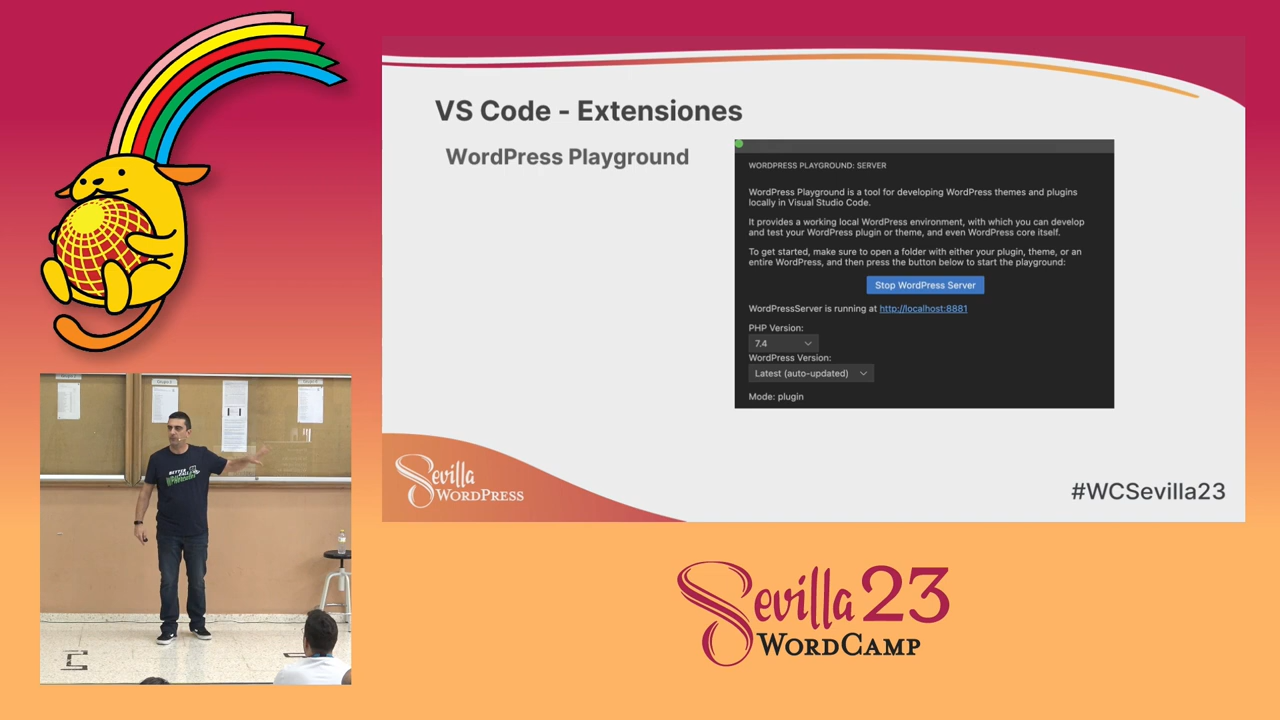 VS Code - Extensiones
WordPress Playground
WORDPRESS PLAYGROUND: SERVER
WordPress Playground is a tool for developing WordPress themes and plugins
locally in Visual Studio Code.
It provides a working local WordPress environment, with which you can develop
and test your WordPress plugin or theme, and even WordPress core itself.
To get started, make sure to open a folder with either your plugin, theme, or an
entire WordPress, and then press the button below to start the playground:
Stop WordPress Server
WordPressServer is running at http://localhost:8881
PHP Version:
7.4
WordPress Version:
Latest (auto-updated)
Mode: plugin
Sevilla
WORDPRESS
#WCSevilla23
Sevilla 23
WORDCAMP